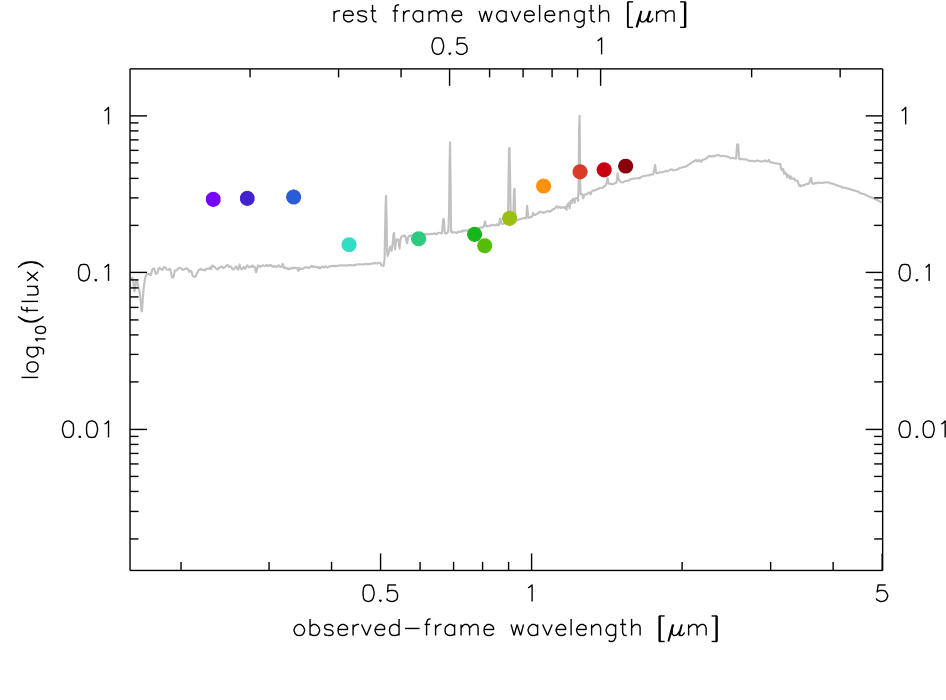 rest frame wavelength [μm]
0.5 1
1 1
0.1 0.1
0.01 0.01
log10(flux)
0.5 1 5
observed-frame wavelength [μm]